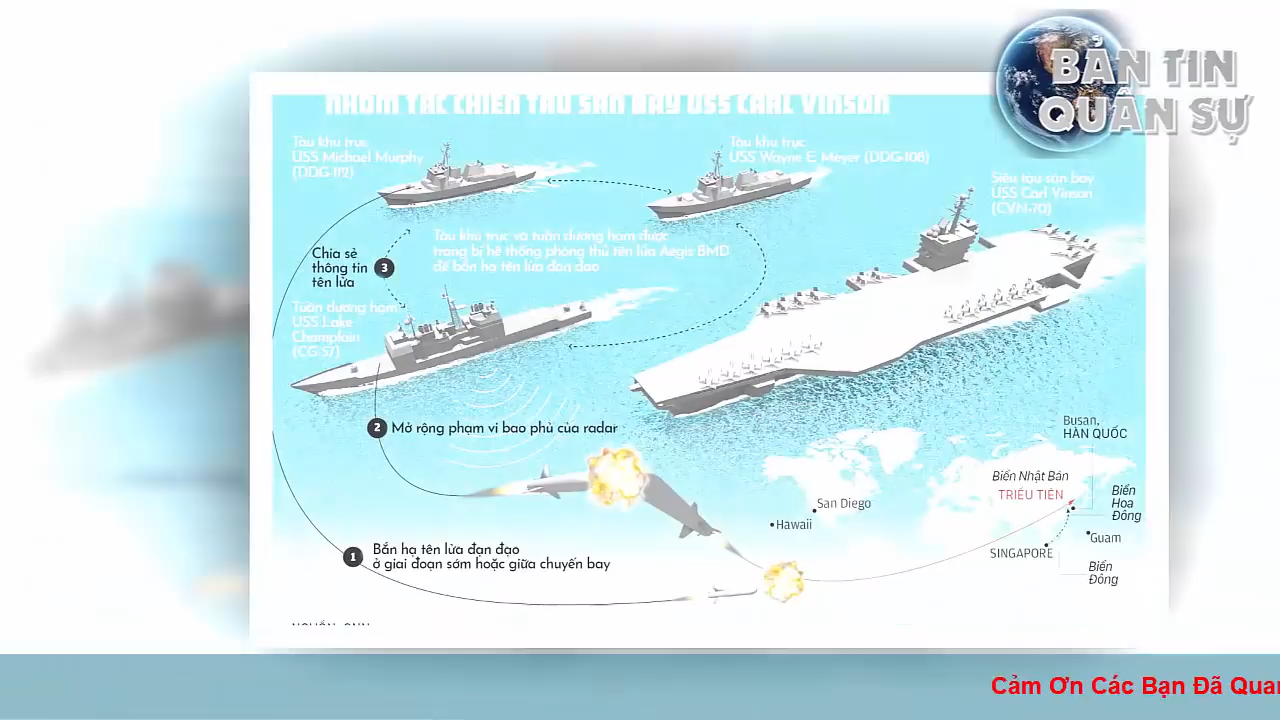 BẢN TIN
QUÂN SỰ
NHÓM TÁC CHIẾN TÀU SÂN BAY USS CARL VINSON
Tàu khu trục
USS Michael Murphy
(DDG-112)
Tàu khu trục
USS Wayne E. Meyer (DDG-108)
Siêu tàu sân bay
USS Carl Vinson
(CVN-70)
Tàu khu trục và tuần dương hạm được
trang bị hệ thống phòng thủ tên lửa Aegis BMD
để bắn hạ tên lửa đạn đạo
Chia sẻ
thông tin
tên lửa
3
Tuần dương hạm
USS Lake
Champlain
(CG-57)
2 Mở rộng phạm vi bao phủ của radar
1 Bắn hạ tên lửa đạn đạo
ở giai đoạn sớm hoặc giữa chuyến bay
Busan,
HÀN QUỐC
Biển Nhật Bản
TRIỀU TIÊN
Biển
Hoa
Đông
San Diego
Hawaii
Guam
SINGAPORE
Biển
Đông
Cảm Ơn Các Bạn Đã Qua